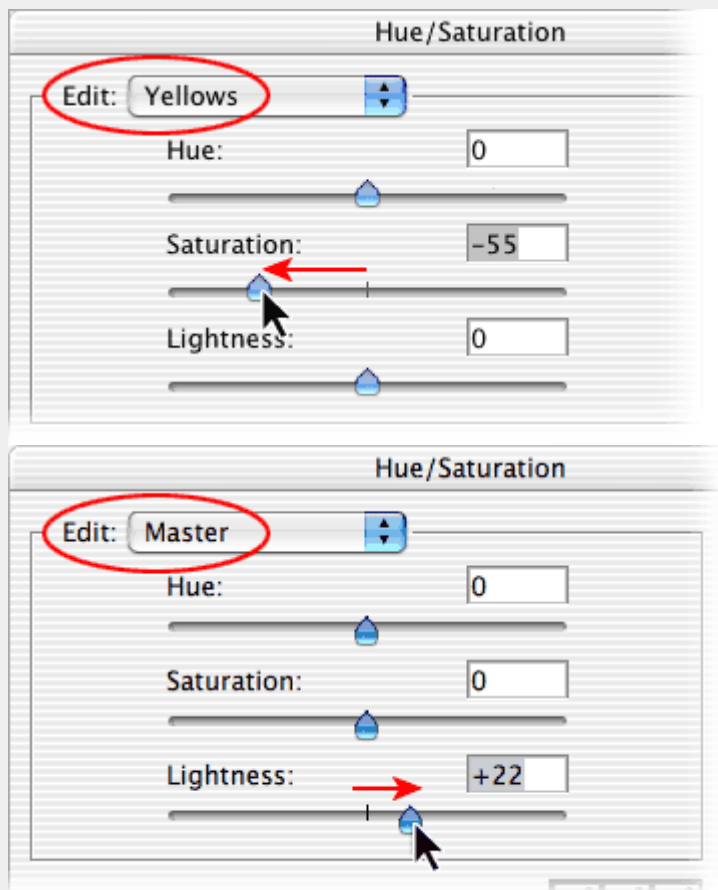 Hue/Saturation
Edit: Yellows
Hue: 0
Saturation: -55
Lightness: 0
Hue/Saturation
Edit: Master
Hue: 0
Saturation: 0
Lightness: +22